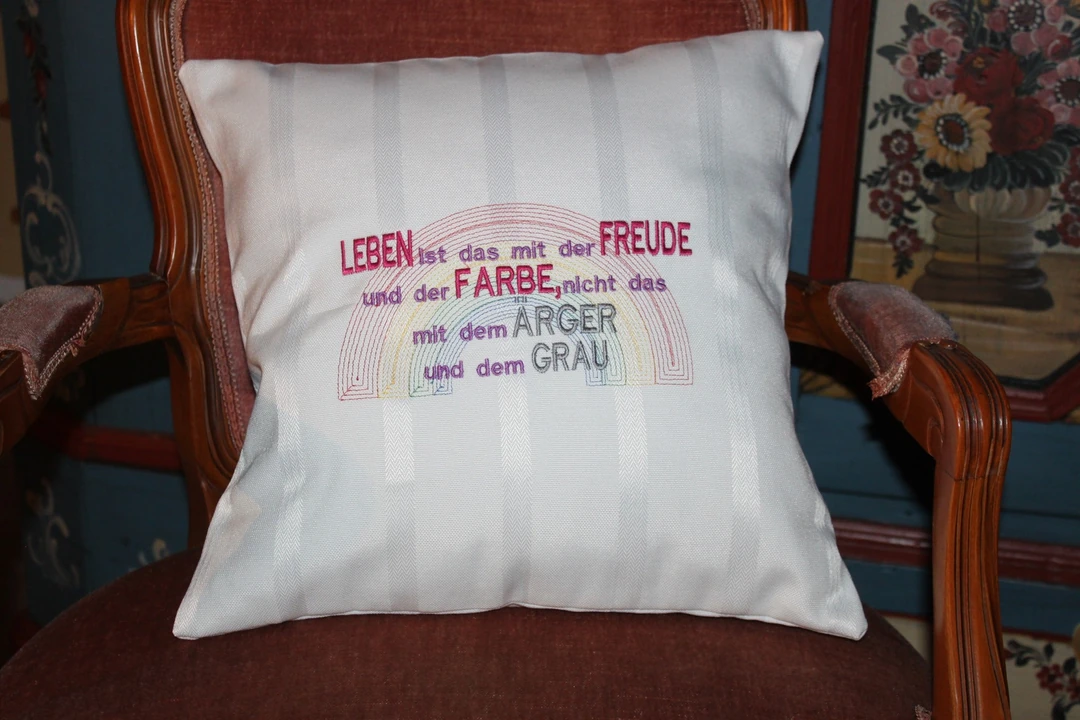 LEBEN ist das mit der FREUDE
und der FARBE, nicht das
mit dem ÄRGER
und dem GRAU